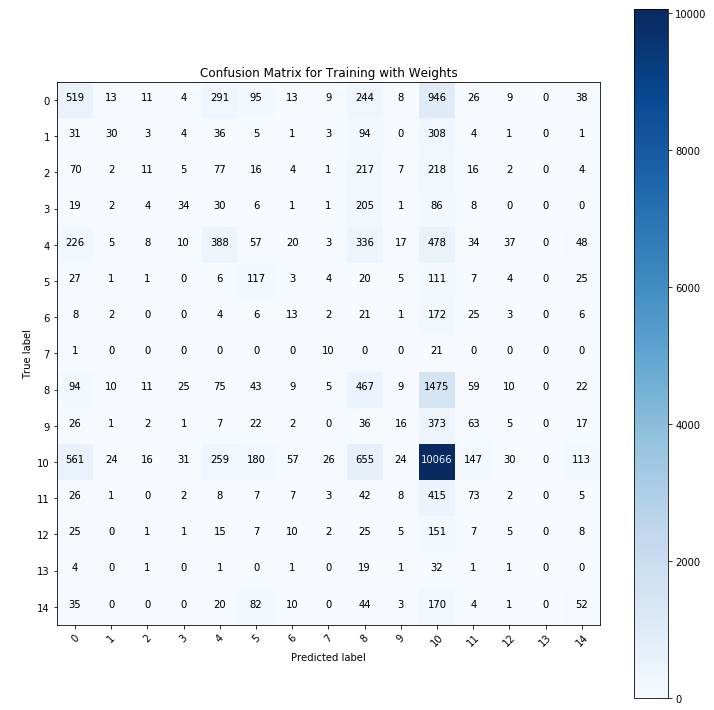 Confusion Matrix for Training with Weights
0 519 13 11 4 291 95 13 9 244 8 946 26 9 0 38
1 31 30 3 4 36 5 1 3 94 0 308 4 1 0 1
2 70 2 11 5 77 16 4 1 217 7 218 16 2 0 4
3 19 2 4 34 30 6 1 1 205 1 86 8 0 0 0
4 226 5 8 10 388 57 20 3 336 17 478 34 37 0 48
5 27 1 1 0 6 117 3 4 20 5 111 7 4 0 25
6 8 2 0 0 4 6 13 2 21 1 172 25 3 0 6
7 1 0 0 0 0 0 0 10 0 0 21 0 0 0 0
8 94 10 11 25 75 43 9 5 467 9 1475 59 10 0 22
9 26 1 2 1 7 22 2 0 36 16 373 63 5 0 17
10 561 24 16 31 259 180 57 26 655 24 10066 147 30 0 113
11 26 1 0 2 8 7 7 3 42 8 415 73 2 0 5
12 25 0 1 1 15 7 10 2 25 5 151 7 5 0 8
13 4 0 1 0 1 0 1 0 19 1 32 1 1 0 0
14 35 0 0 0 20 82 10 0 44 3 170 4 1 0 52
0 1 2 3 4 5 6 7 8 9 10 11 12 13 14
Predicted label
True label
10000
8000
6000
4000
2000
0